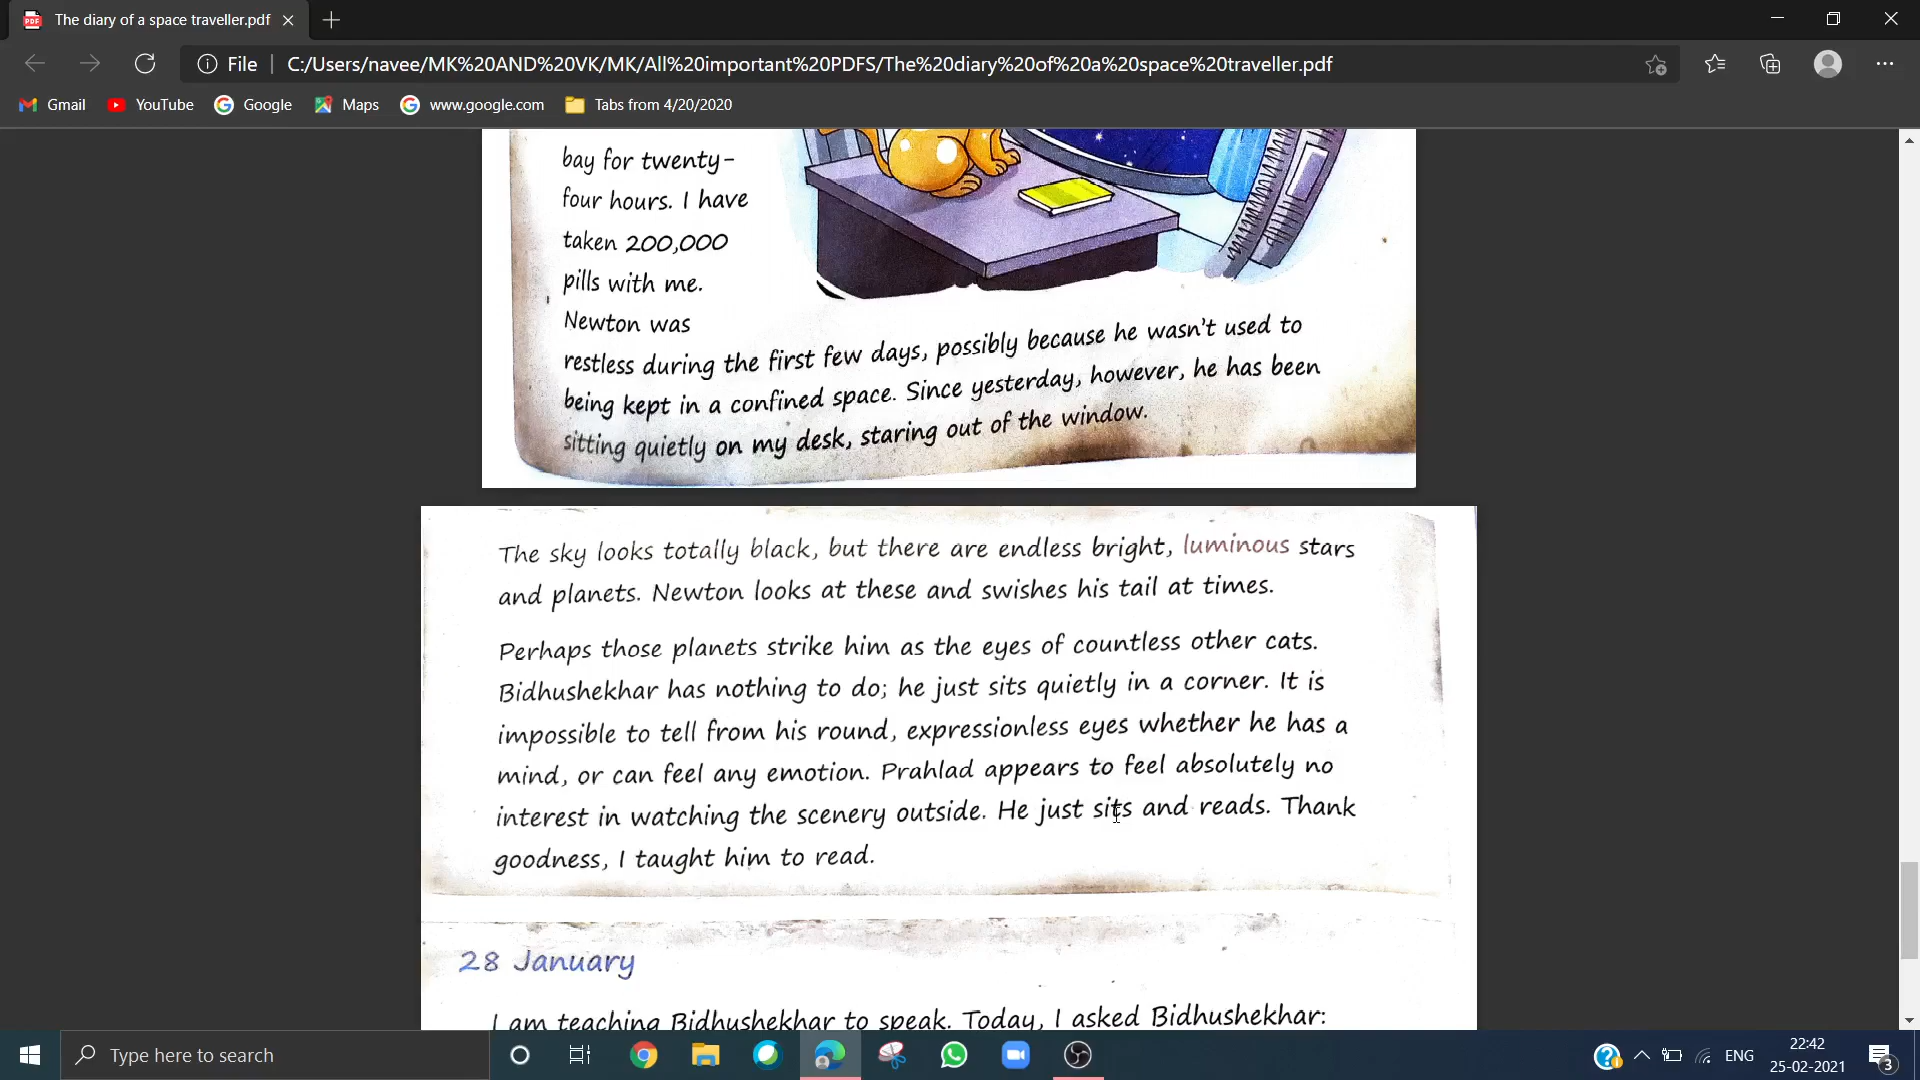 The diary of a space traveller.pdf
File
C:/Users/navee/MK%20AND%20VK/MK/All%20important%20PDFS/The%20diary%20of%20a%20space%20traveller.pdf
Gmail
YouTube
Google
Maps
www.google.com
Tabs from 4/20/2020
bay for twenty-
four hours. I have
taken 200,000
pills with me.
Newton was
restless during the first few days, possibly because he wasn't used to
being kept in a confined space. Since yesterday, however, he has been
sitting quietly on my desk, staring out of the window.
The sky looks totally black, but there are endless bright, luminous stars
and planets. Newton looks at these and swishes his tail at times.
Perhaps those planets strike him as the eyes of countless other cats.
Bidhushekhar has nothing to do; he just sits quietly in a corner. It is
impossible to tell from his round, expressionless eyes whether he has a
mind, or can feel any emotion. Prahlad appears to feel absolutely no
interest in watching the scenery outside. He just sits and reads. Thank
goodness, I taught him to read.
28 January
I am teaching Bidhushekhar to speak. Today, I asked Bidhushekhar:
Type here to search
ENG
22:42
25-02-2021
3